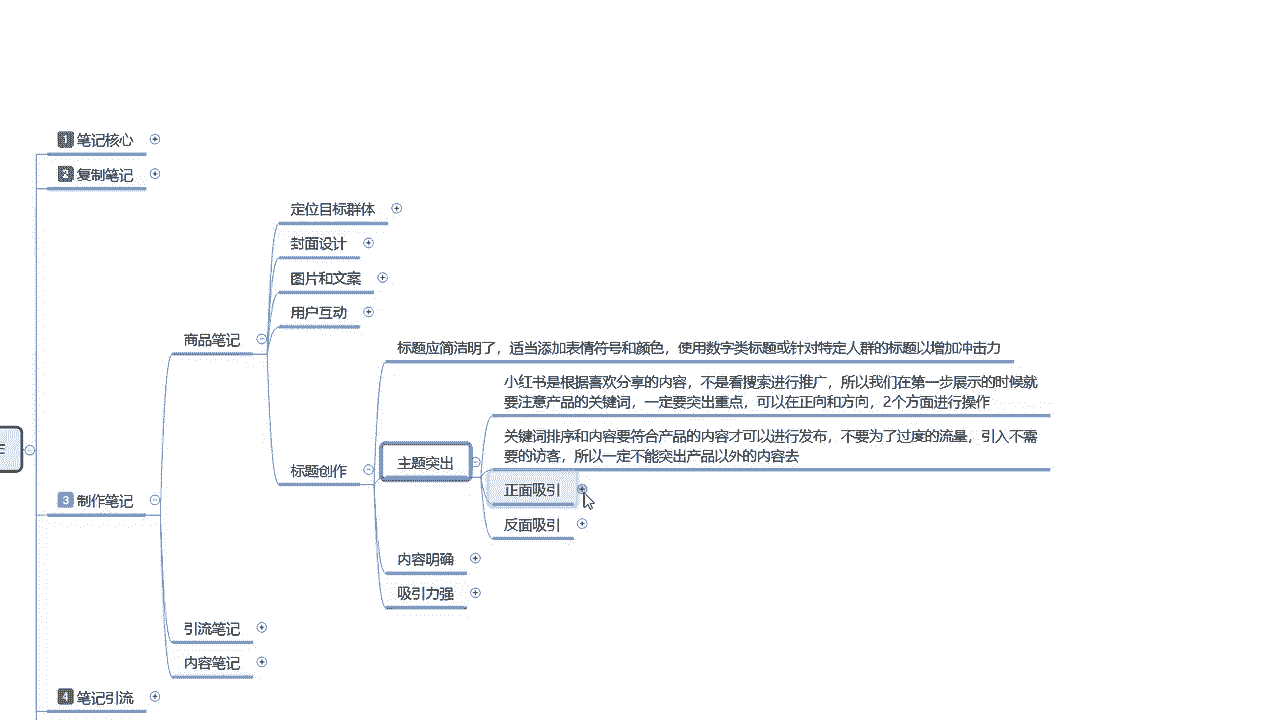 1 笔记核心
2 复制笔记
定位目标群体
封面设计
图片和文案
用户互动
商品笔记
标题应简洁明了，适当添加表情符号和颜色，使用数字类标题或针对特定人群的标题以增加冲击力
小红书是根据喜欢分享的内容，不是看搜索进行推广，所以我们在第一步展示的时候就
要注意产品的关键词，一定要突出重点，可以在正向和方向，2个方面进行操作
关键词排序和内容要符合产品的内容才可以进行发布，不要为了过度的流量，引入不需
要的访客，所以一定不能突出产品以外的内容去
主题突出
标题创作
正面吸引
3 制作笔记
反面吸引
内容明确
吸引力强
引流笔记
内容笔记
4 笔记引流